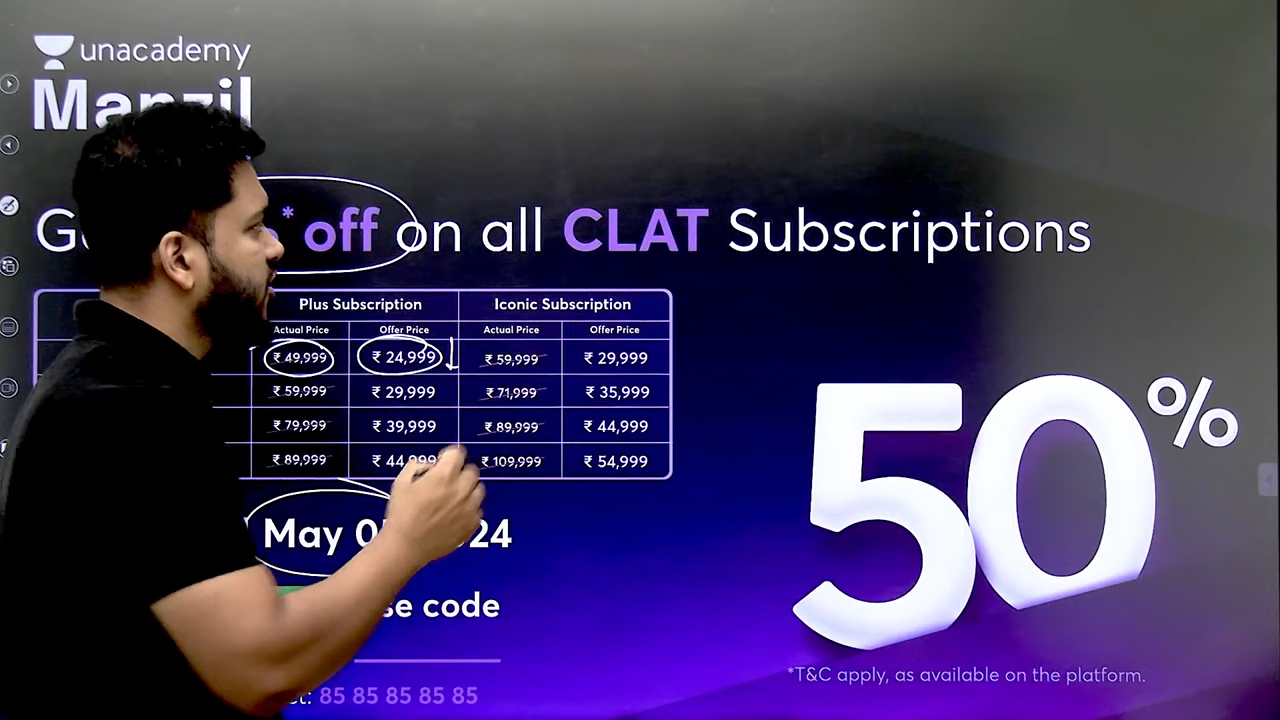 unacademy
Manzil
off on all CLAT Subscriptions
Plus Subscription Iconic Subscription
Actual Price Offer Price Actual Price Offer Price
₹ 49,999 ₹ 24,999 ₹ 59,999 ₹ 29,999
₹ 59,999 ₹ 29,999 ₹ 71,999 ₹ 35,999
₹ 79,999 ₹ 39,999 ₹ 89,999 ₹ 44,999
₹ 89,999 ₹ 44,999 ₹ 109,999 ₹ 54,999
50%
May
code
85 85 85 85 85
*T&C apply, as available on the platform.